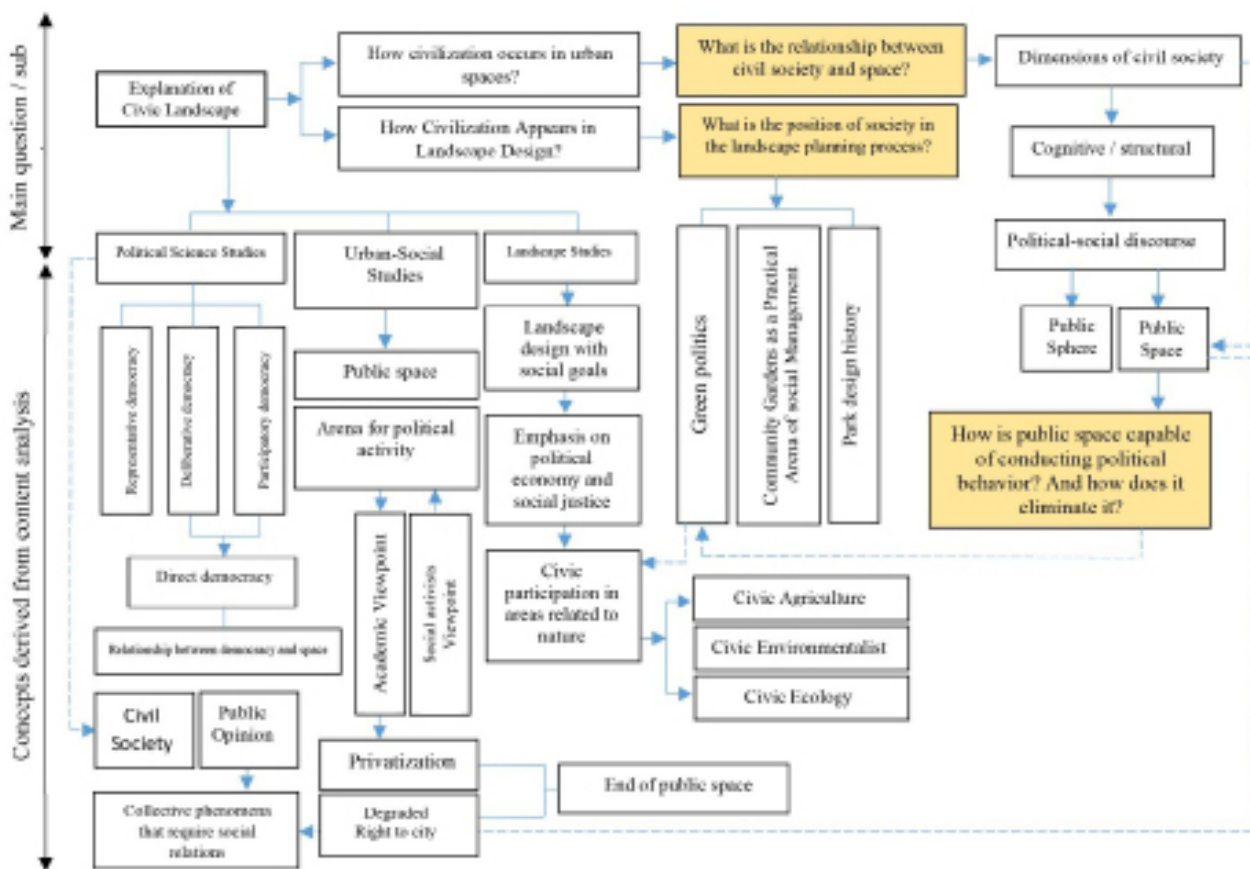 Main question / sub
Concepts derived from content analysis
Explanation of
Civic Landscape
How civilization occurs in urban
spaces?
How Civilization Appears in
Landscape Design?
What is the relationship between
civil society and space?
What is the position of society in
the landscape planning process?
Dimensions of civil society
Cognitive / structural
Political-social discourse
Public
Sphere
Public
Space
How is public space capable
of conducting political
behavior? And how does it
eliminate it?
Political Science Studies
Urban-Social
Studies
Landscape Studies
Representative democracy
Deliberative democracy
Participatory democracy
Direct democracy
Relationship between democracy and space
Civil
Society
Public
Opinion
Collective phenomena
that require social
relations
Public space
Arena for political
activity
Academic Viewpoint
Social activists
Viewpoint
Privatization
Degraded
Right to city
End of public space
Landscape
design with
social goals
Emphasis on
political
economy and
social justice
Civic
participation in
areas related to
nature
Green politics
Community Gardens as a Practical
Arena of social Management
Park design history
Civic Agriculture
Civic Environmentalist
Civic Ecology